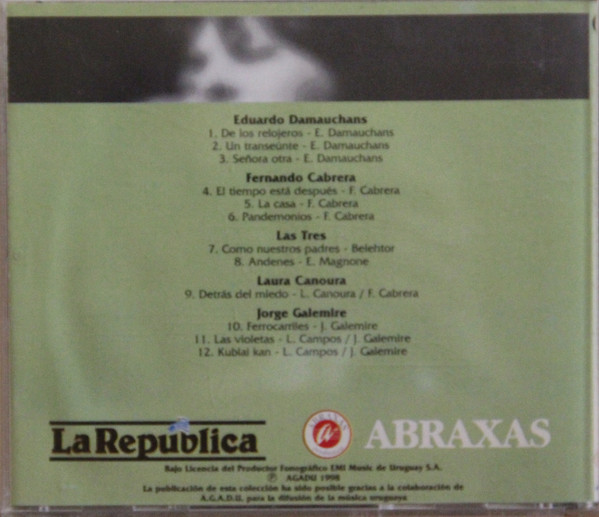 Eduardo Damauchans
1. De los relojeros - E. Damauchans
2. Un transeúnte - E. Damauchans
3. Señora otra - E. Damauchans
Fernando Cabrera
4. El tiempo está después - F. Cabrera
5. La casa - F. Cabrera
6. Pandemonios - F. Cabrera
Las Tres
7. Como nuestros padres - Belehtor
8. Andenes - E. Magnone
Laura Canoura
9. Detrás del miedo - L. Canoura / F. Cabrera
Jorge Galemire
10. Ferrocarriles - J. Galemire
11. Las violetas - L. Campos / J. Galemire
12. Kublai kan - L. Campos / J. Galemire
La República
ABRAXAS
a
ABRAXAS
Bajo Licencia del Productor Fonográfico EMI Music de Uruguay S.A.
Ⓟ AGADU 1998
La publicación de esta colección ha sido posible gracias a la colaboración de
A.G.A.D.U. para la difusión de la música uruguaya